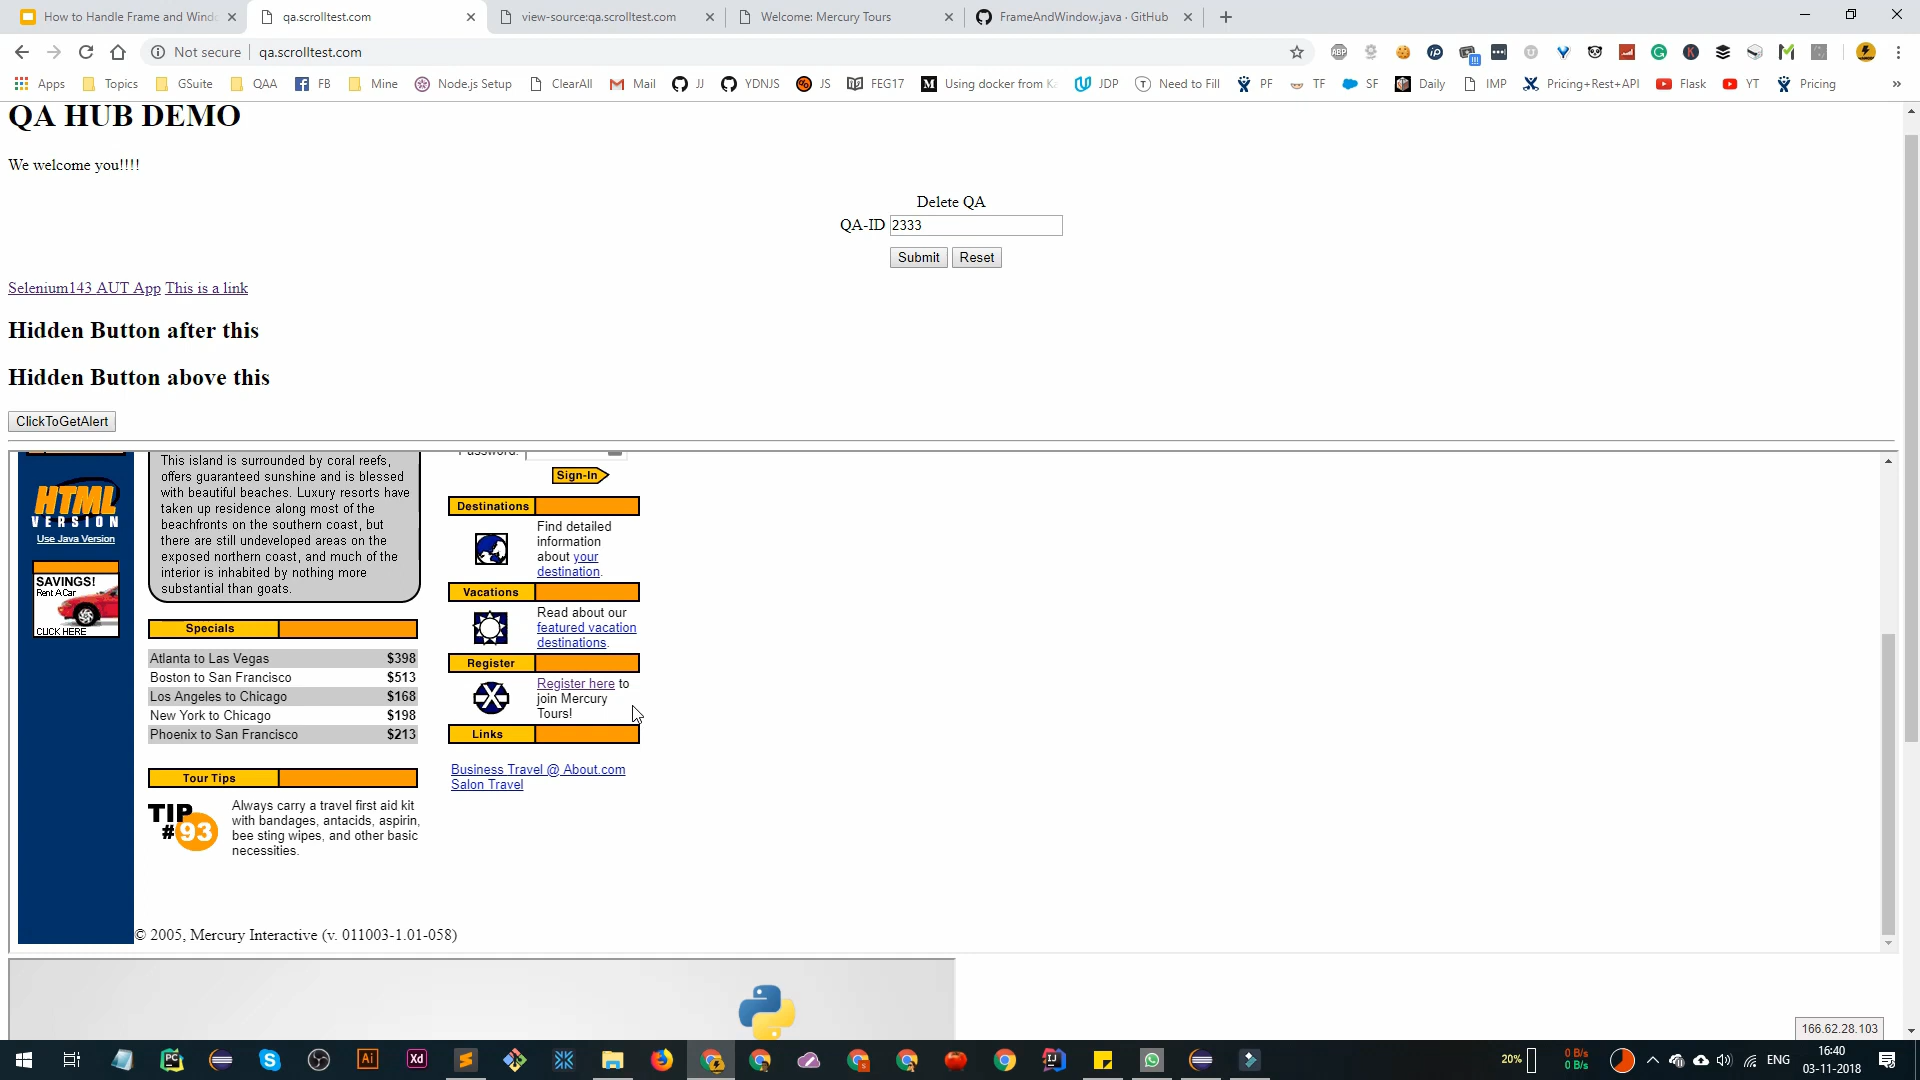 How to Handle Frame and Wind
qa.scrolltest.com
view-source:qa.scrolltest.com
Welcome: Mercury Tours
FrameAndWindow.java · GitHub
Not secure
qa.scrolltest.com
Apps
Topics
GSuite
QAA
FB
Mine
Node.js Setup
ClearAll
Mail
JJ
YDNJS
JS
FEG17
Using docker from Ka
JDP
Need to Fill
PF
TF
SF
Daily
IMP
Pricing+Rest+API
Flask
YT
Pricing
QA HUB DEMO
We welcome you!!!!
Delete QA
QA-ID 2333
Submit Reset
Selenium143 AUT App This is a link
Hidden Button after this
Hidden Button above this
ClickToGetAlert
HTML
VERSION
Use Java Version
SAVINGS!
Rent A Car
CLICK HERE
This island is surrounded by coral reefs,
offers guaranteed sunshine and is blessed
with beautiful beaches. Luxury resorts have
taken up residence along most of the
beachfronts on the southern coast, but
there are still undeveloped areas on the
exposed northern coast, and much of the
interior is inhabited by nothing more
substantial than goats.
Specials
Atlanta to Las Vegas $398
Boston to San Francisco $513
Los Angeles to Chicago $168
New York to Chicago $198
Phoenix to San Francisco $213
Tour Tips
TIP
#93
Always carry a travel first aid kit
with bandages, antacids, aspirin,
bee sting wipes, and other basic
necessities.
Password:
Sign-In
Destinations
Find detailed
information
about your
destination.
Vacations
Read about our
featured vacation
destinations.
Register
Register here to
join Mercury
Tours!
Links
Business Travel @ About.com
Salon Travel
© 2005, Mercury Interactive (v. 011003-1.01-058)
166.62.28.103
20%
0 B/s
0 B/s
ENG
16:40
03-11-2018